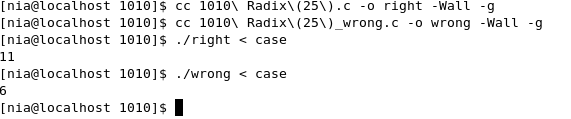 [nia@localhost 1010]$ cc 1010\ Radix\(25\).c -o right -Wall -g
[nia@localhost 1010]$ cc 1010\ Radix\(25\)_wrong.c -o wrong -Wall -g
[nia@localhost 1010]$ ./right < case
11
[nia@localhost 1010]$ ./wrong < case
6
[nia@localhost 1010]$